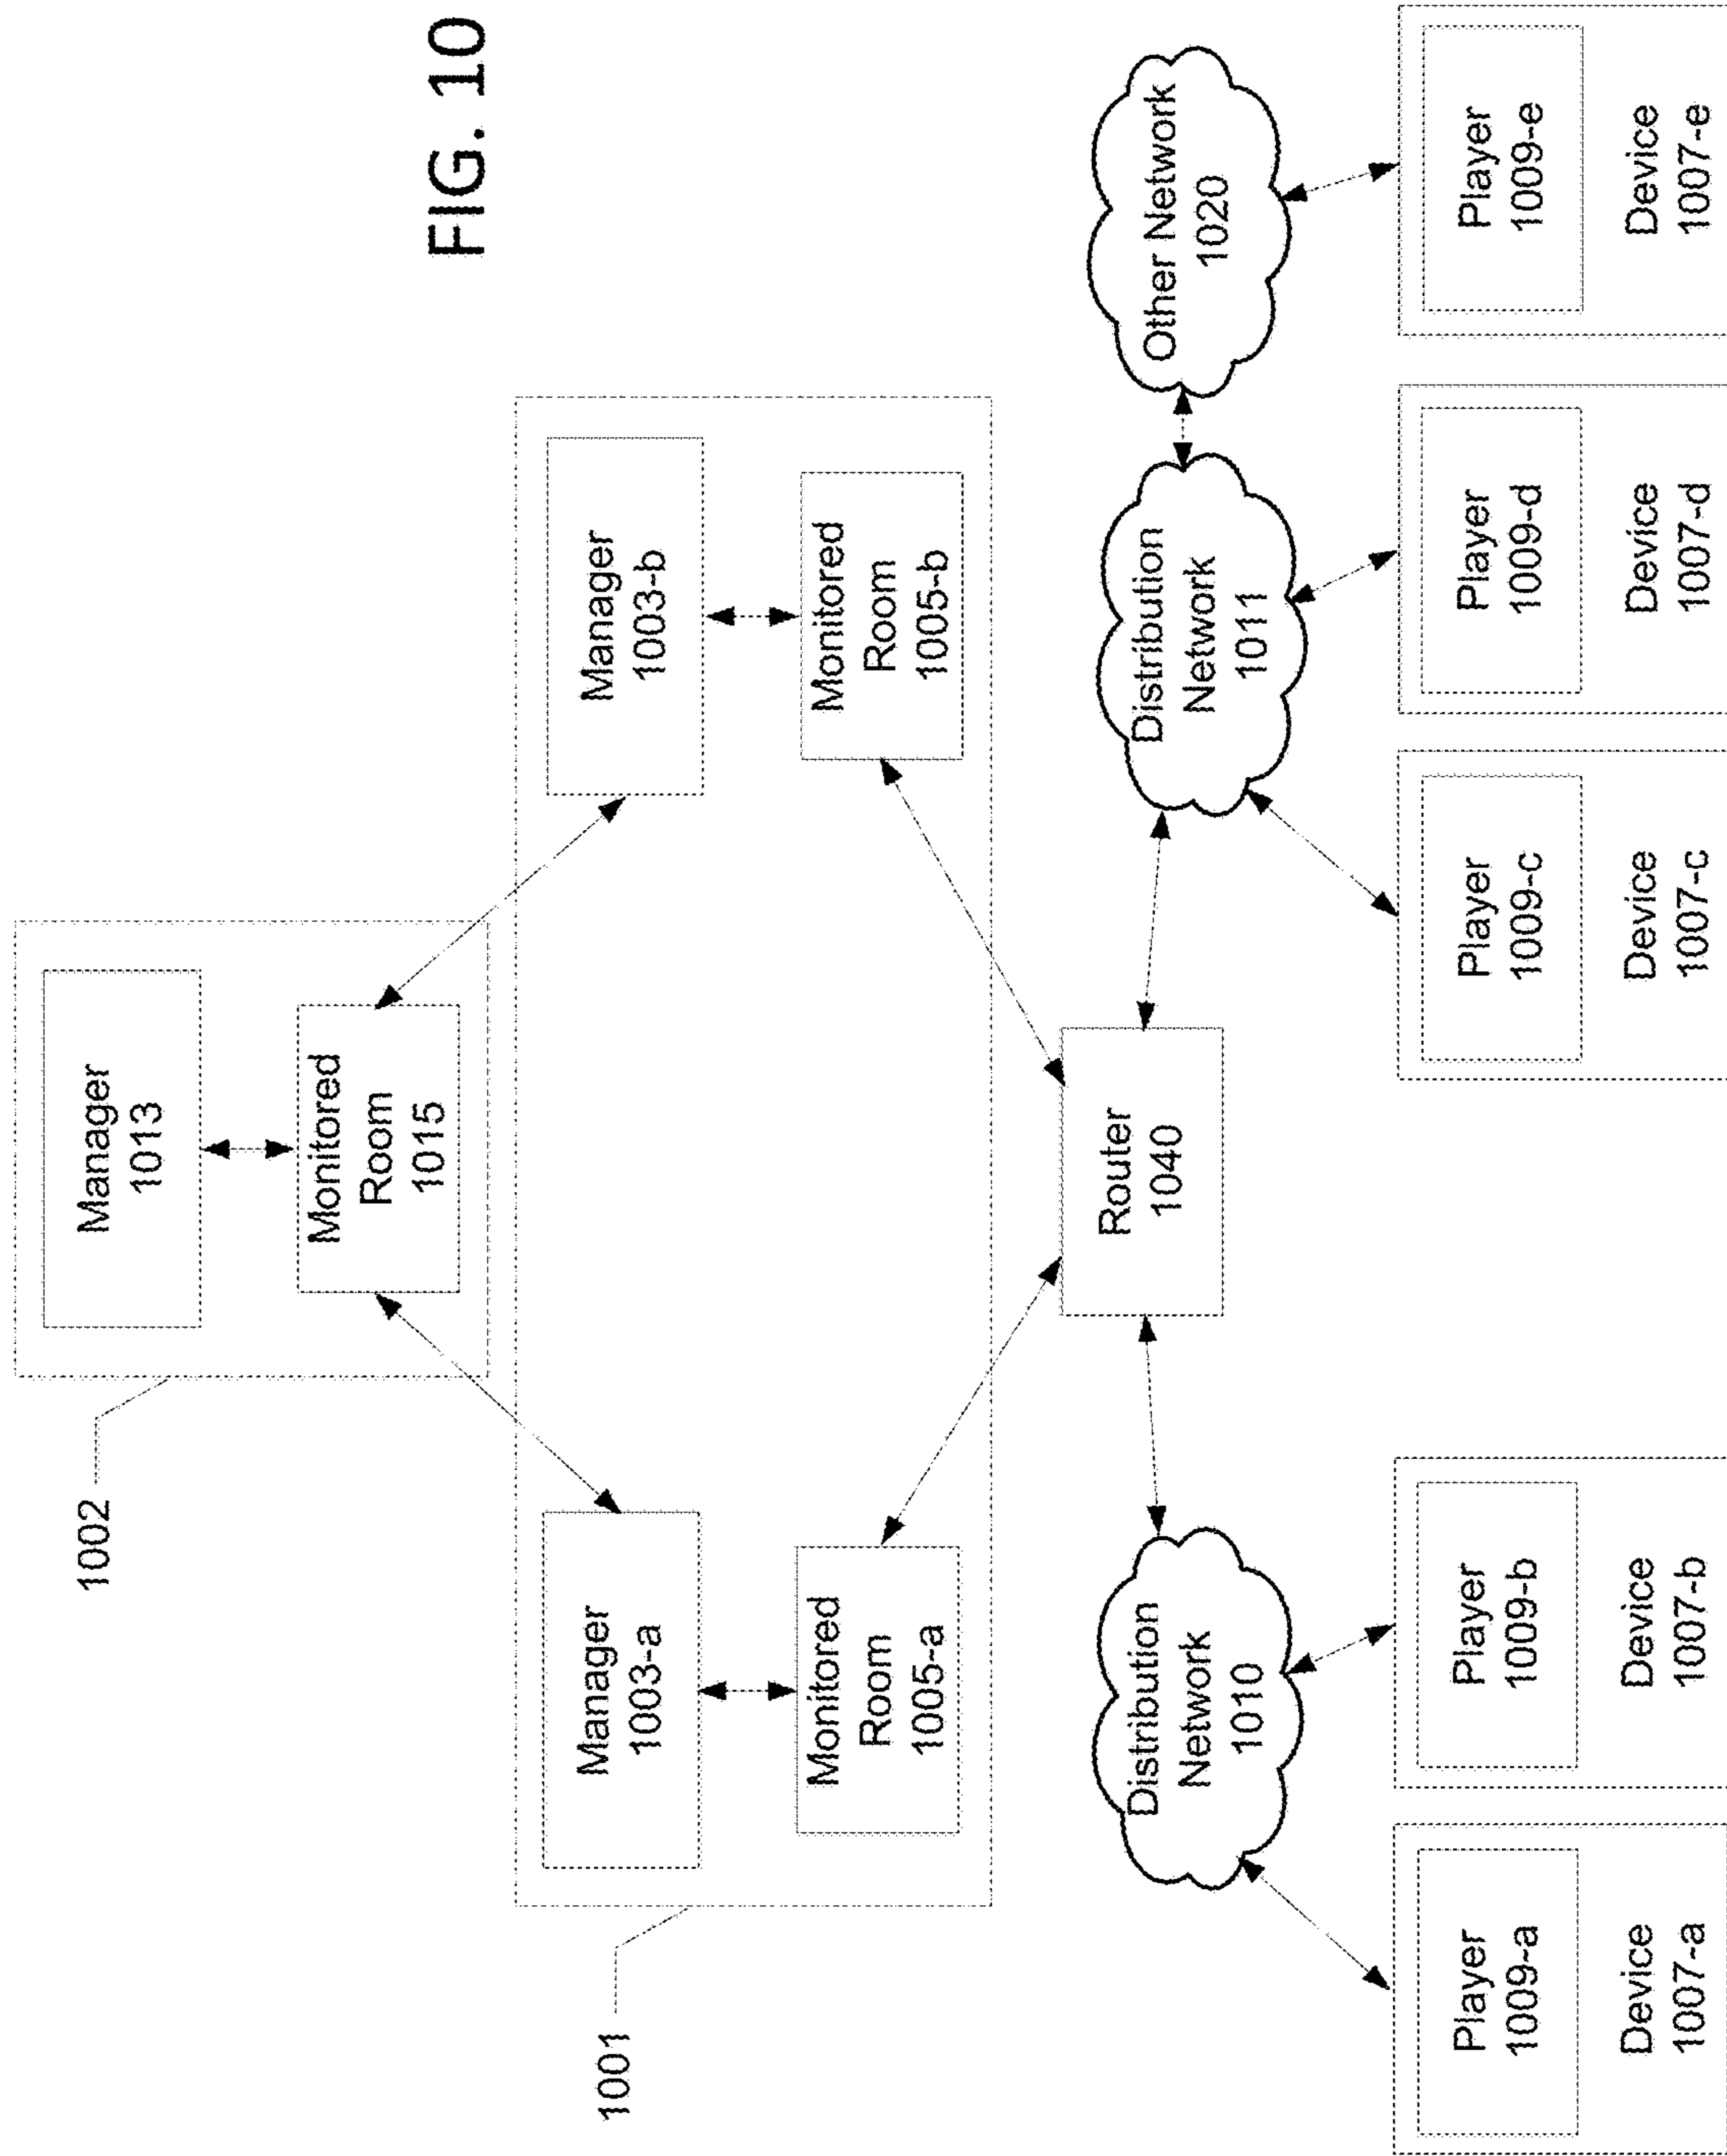 FIG. 10
1002
Manager
1013
Monitored
Room
1015
1001
Manager
1003-a
Monitored
Room
1005-a
Manager
1003-b
Monitored
Room
1005-b
Router
1040
Distribution
Network
1010
Distribution
Network
1011
Other Network
1020
Player
1009-a
Device
1007-a
Player
1009-b
Device
1007-b
Player
1009-c
Device
1007-c
Player
1009-d
Device
1007-d
Player
1009-e
Device
1007-e